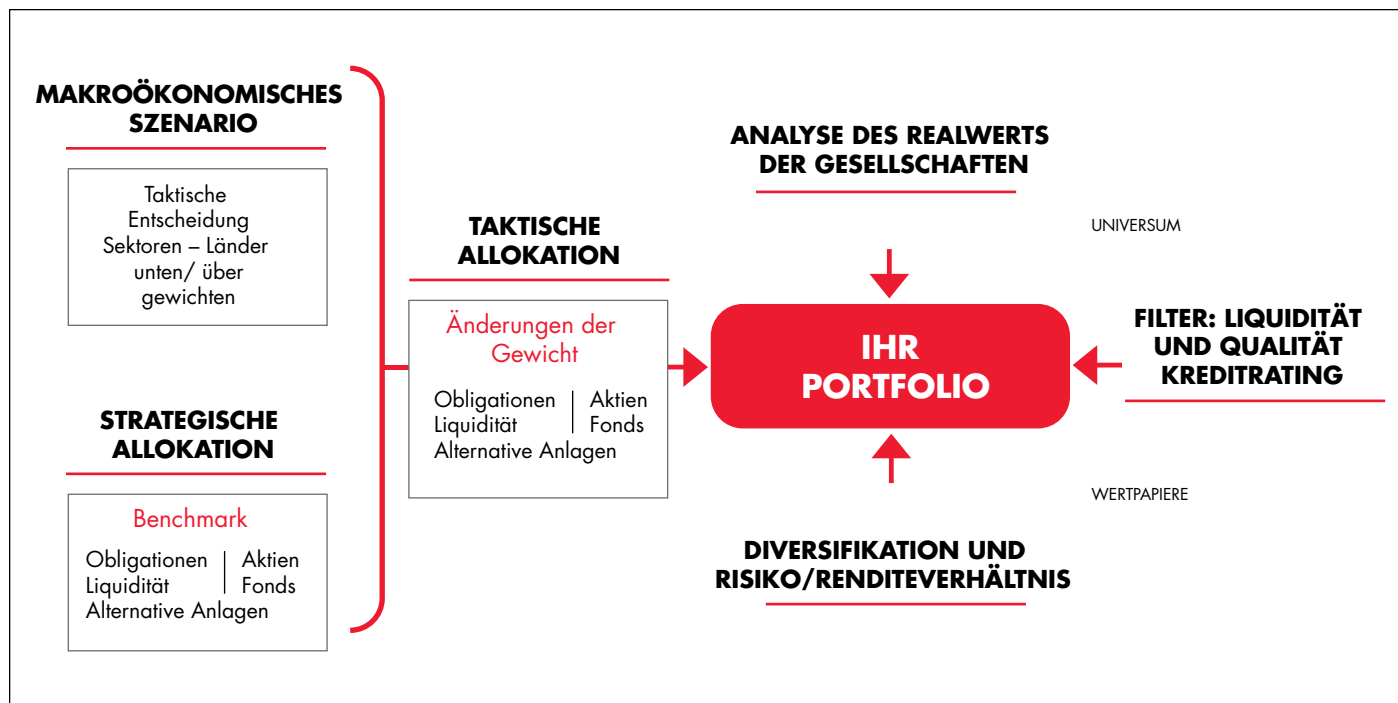 MAKROÖKONOMISCHES
SZENARIO
Taktische
Entscheidung
Sektoren – Länder
unten/ über
gewichten
STRATEGISCHE
ALLOKATION
Benchmark
Obligationen | Aktien
Liquidität | Fonds
Alternative Anlagen
TAKTISCHE
ALLOKATION
Änderungen der
Gewicht
Obligationen | Aktien
Liquidität | Fonds
Alternative Anlagen
ANALYSE DES REALWERTS
DER GESELLSCHAFTEN
UNIVERSUM
IHR
PORTFOLIO
FILTER: LIQUIDITÄT
UND QUALITÄT
KREDITRATING
WERTPAPIERE
DIVERSIFIKATION UND
RISIKO/RENDITEVERHÄLTNIS